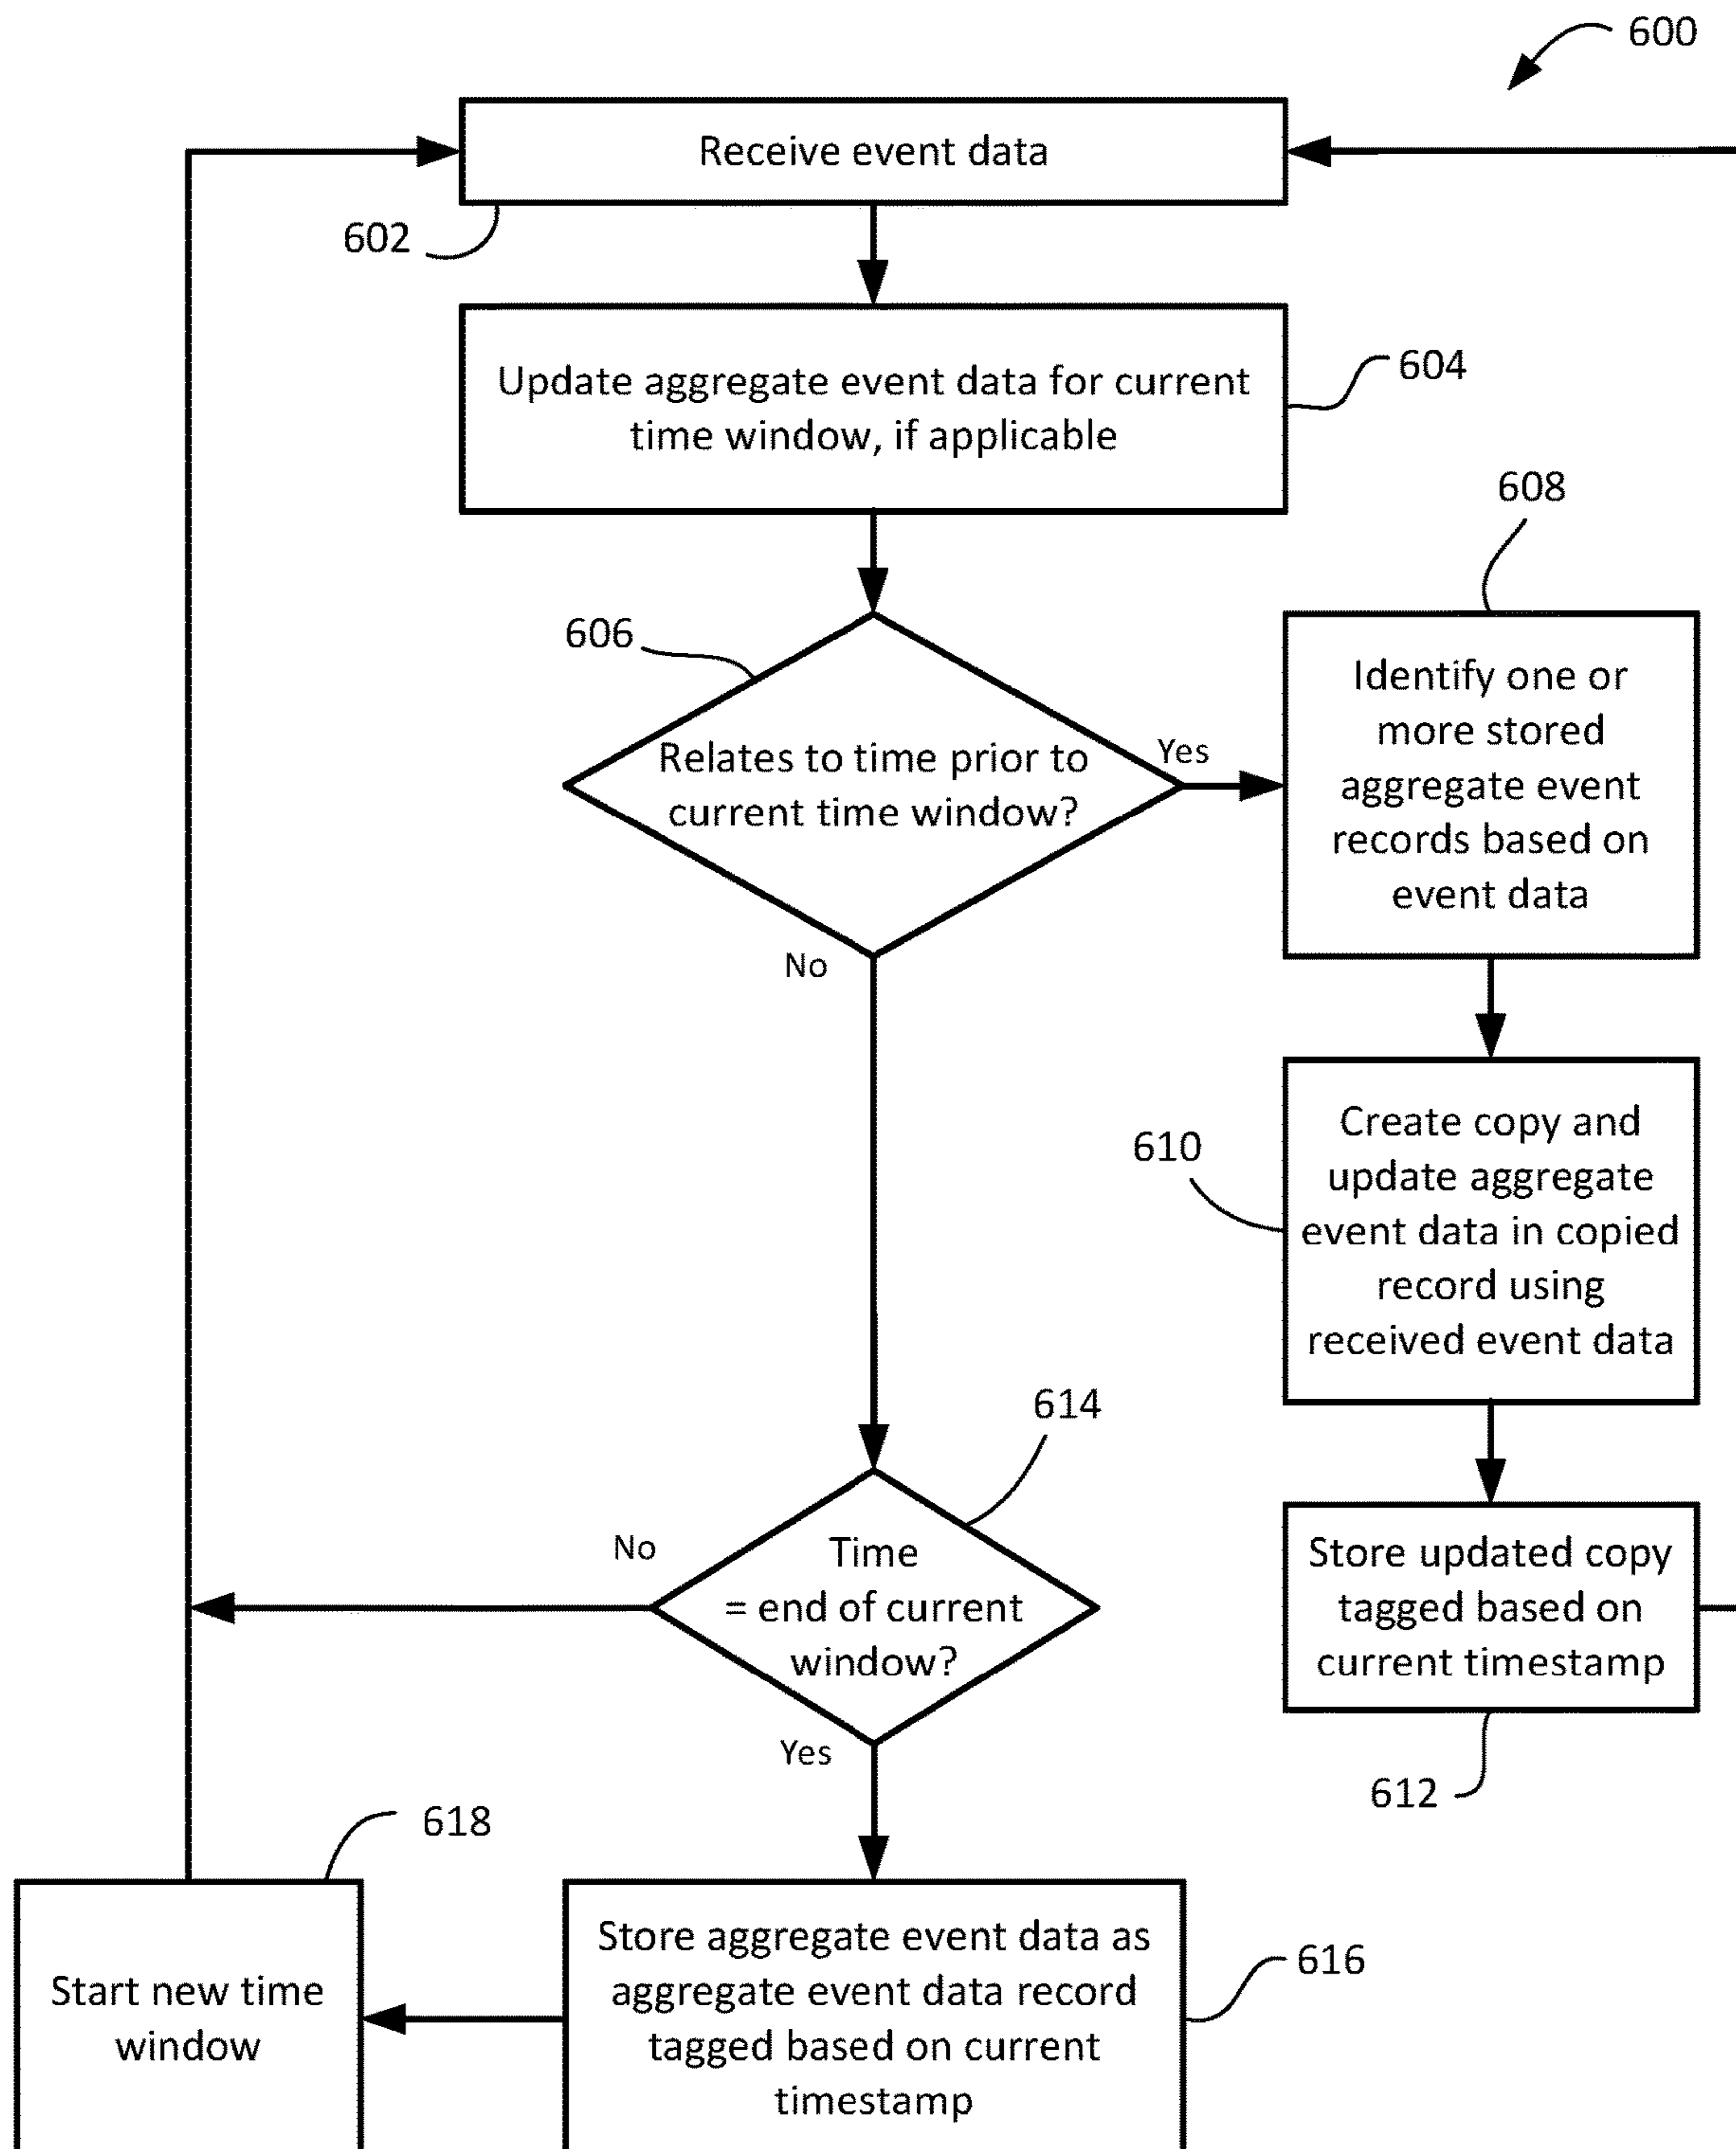 600
Receive event data
602
Update aggregate event data for current
time window, if applicable
604
606
Relates to time prior to
current time window?
Yes
No
608
Identify one or
more stored
aggregate event
records based on
event data
610
Create copy and
update aggregate
event data in copied
record using
received event data
614
Time
= end of current
window?
No
Yes
Store updated copy
tagged based on
current timestamp
612
618
Start new time
window
Store aggregate event data as
aggregate event data record
tagged based on current
timestamp
616